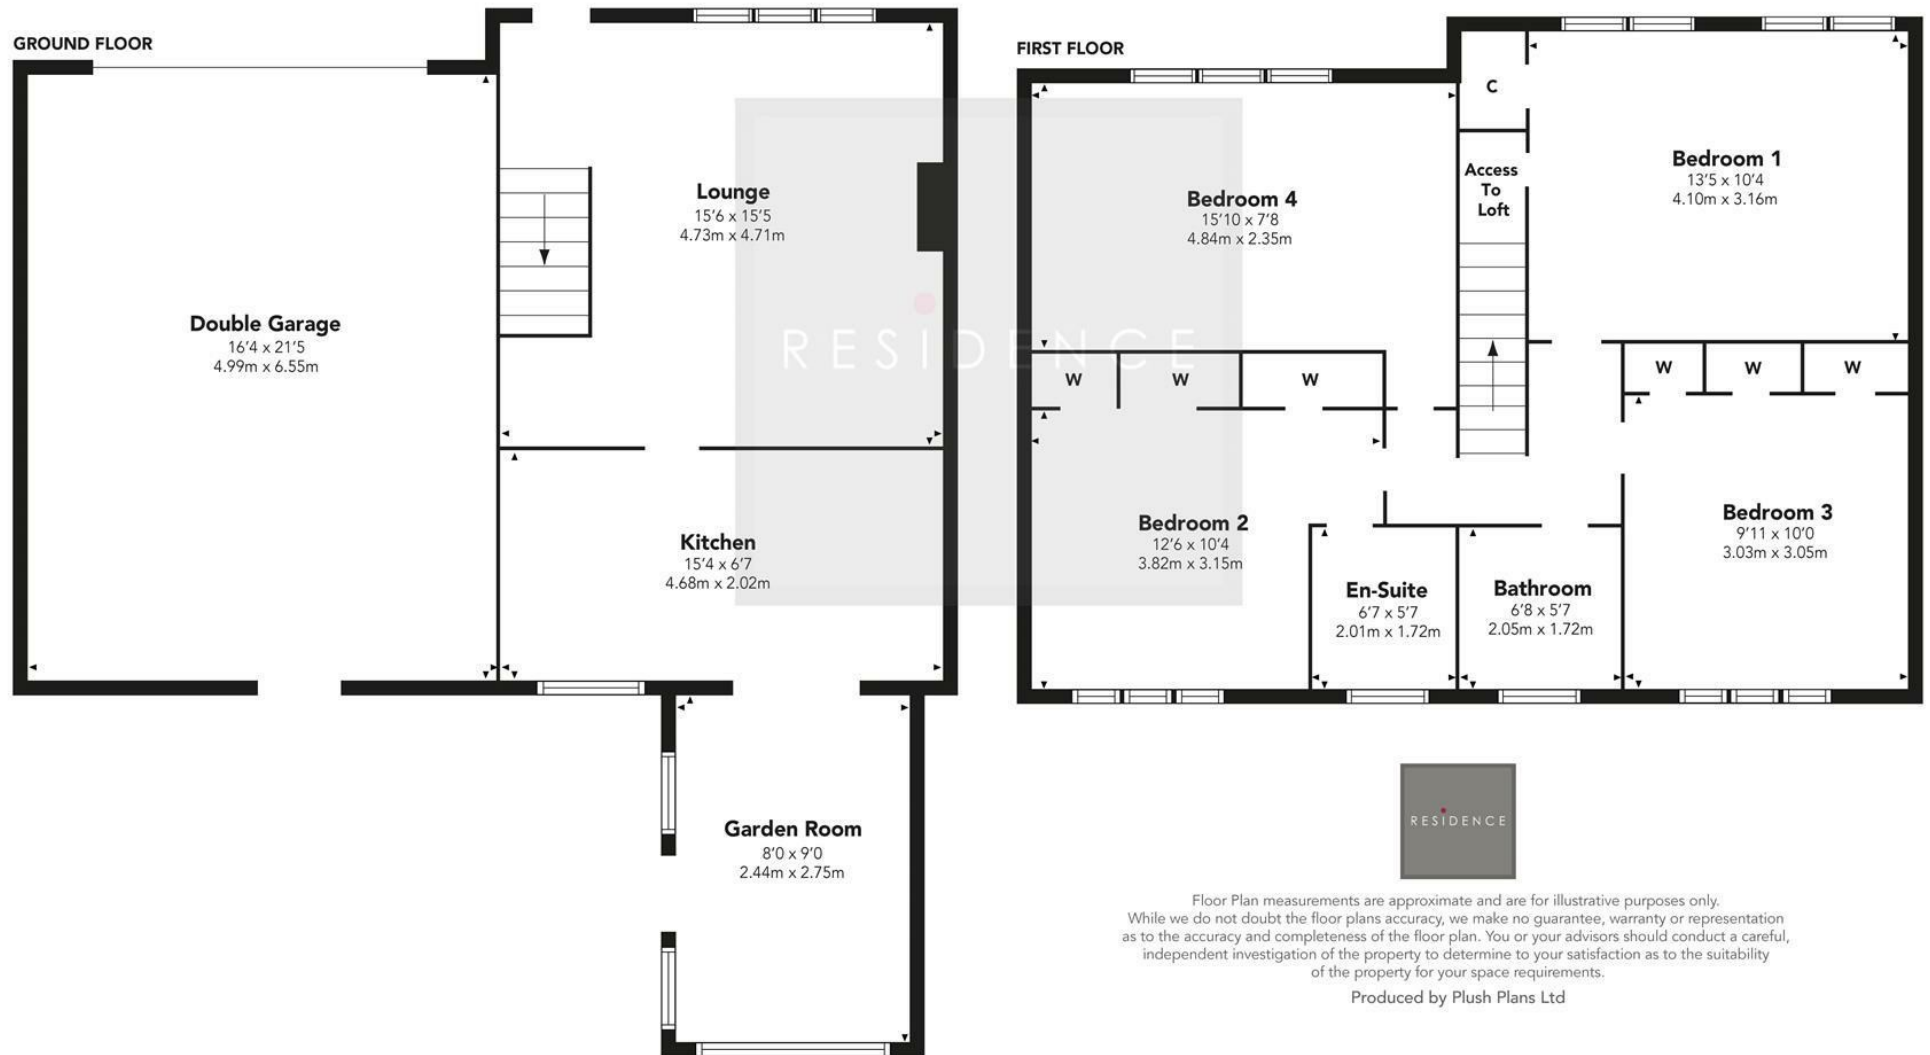 GROUND FLOOR
Double Garage
16'4 x 21'5
4.99m x 6.55m
Lounge
15'6 x 15'5
4.73m x 4.71m
Kitchen
15'4 x 6'7
4.68m x 2.02m
Garden Room
8'0 x 9'0
2.44m x 2.75m
RESIDENCE
FIRST FLOOR
Bedroom 4
15'10 x 7'8
4.84m x 2.35m
C
Access
To
Loft
Bedroom 1
13'5 x 10'4
4.10m x 3.16m
W
W
W
W
W
W
Bedroom 2
12'6 x 10'4
3.82m x 3.15m
En-Suite
6'7 x 5'7
2.01m x 1.72m
Bathroom
6'8 x 5'7
2.05m x 1.72m
Bedroom 3
9'11 x 10'0
3.03m x 3.05m
RESIDENCE
Floor Plan measurements are approximate and are for illustrative purposes only.
While we do not doubt the floor plans accuracy, we make no guarantee, warranty or representation
as to the accuracy and completeness of the floor plan. You or your advisors should conduct a careful,
independent investigation of the property to determine to your satisfaction as to the suitability
of the property for your space requirements.
Produced by Plush Plans Ltd